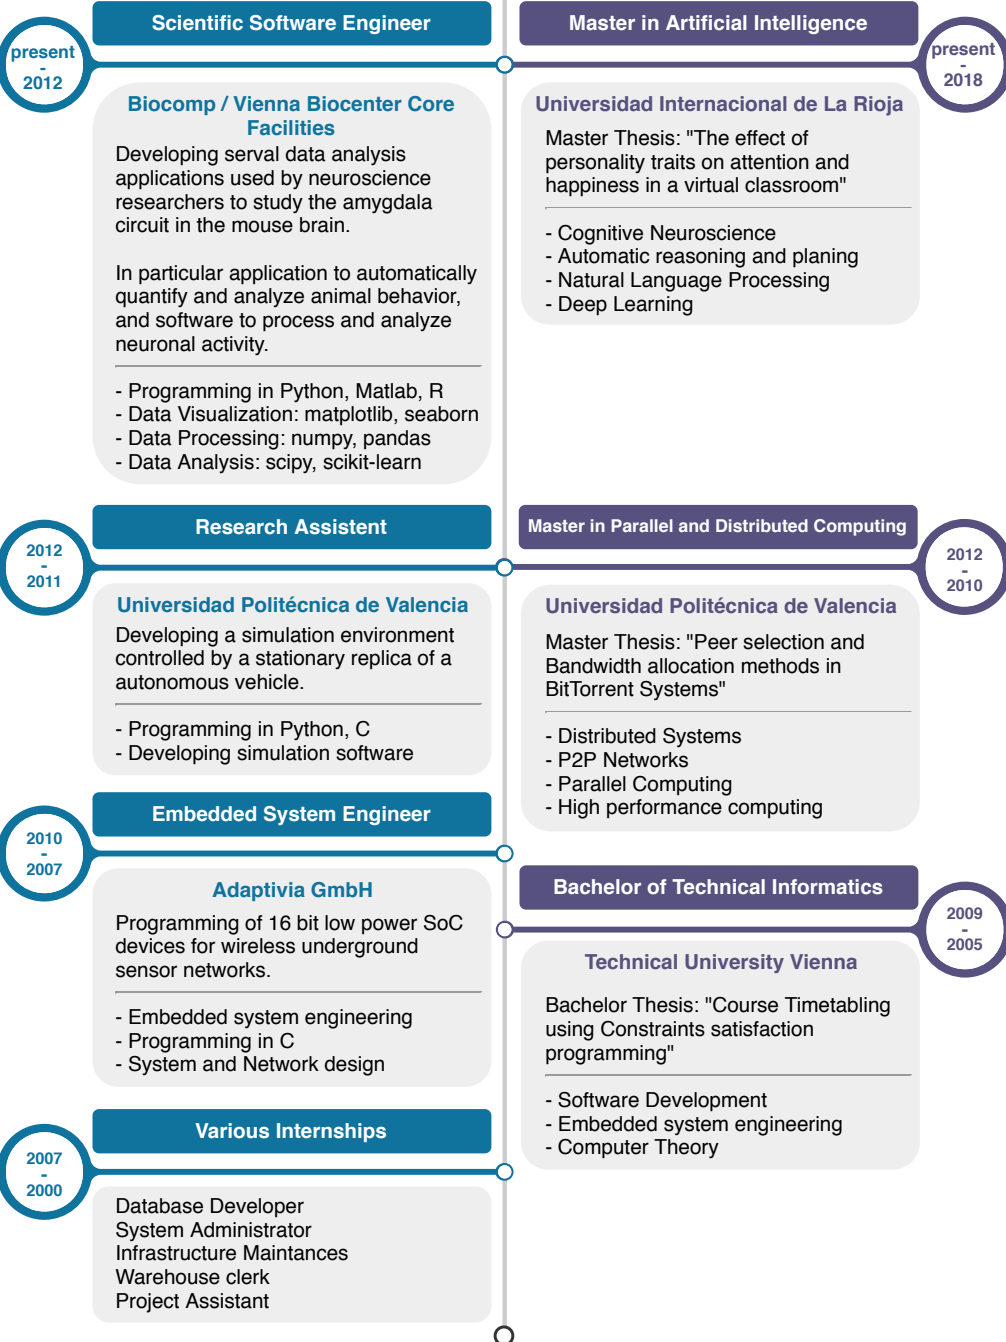 Scientific Software Engineer
present
-
2012
Biocomp / Vienna Biocenter Core
Facilities
Developing serval data analysis
applications used by neuroscience
researchers to study the amygdala
circuit in the mouse brain.
In particular application to automatically
quantify and analyze animal behavior,
and software to process and analyze
neuronal activity.
- Programming in Python, Matlab, R
- Data Visualization: matplotlib, seaborn
- Data Processing: numpy, pandas
- Data Analysis: scipy, scikit-learn
Research Assistent
2012
-
2011
Universidad Politécnica de Valencia
Developing a simulation environment
controlled by a stationary replica of a
autonomous vehicle.
- Programming in Python, C
- Developing simulation software
Embedded System Engineer
2010
-
2007
Adaptivia GmbH
Programming of 16 bit low power SoC
devices for wireless underground
sensor networks.
- Embedded system engineering
- Programming in C
- System and Network design
Various Internships
2007
-
2000
Database Developer
System Administrator
Infrastructure Maintances
Warehouse clerk
Project Assistant
Master in Artificial Intelligence
present
-
2018
Universidad Internacional de La Rioja
Master Thesis: "The effect of
personality traits on attention and
happiness in a virtual classroom"
- Cognitive Neuroscience
- Automatic reasoning and planing
- Natural Language Processing
- Deep Learning
Master in Parallel and Distributed Computing
2012
-
2010
Universidad Politécnica de Valencia
Master Thesis: "Peer selection and
Bandwidth allocation methods in
BitTorrent Systems"
- Distributed Systems
- P2P Networks
- Parallel Computing
- High performance computing
Bachelor of Technical Informatics
2009
-
2005
Technical University Vienna
Bachelor Thesis: "Course Timetabling
using Constraints satisfaction
programming"
- Software Development
- Embedded system engineering
- Computer Theory